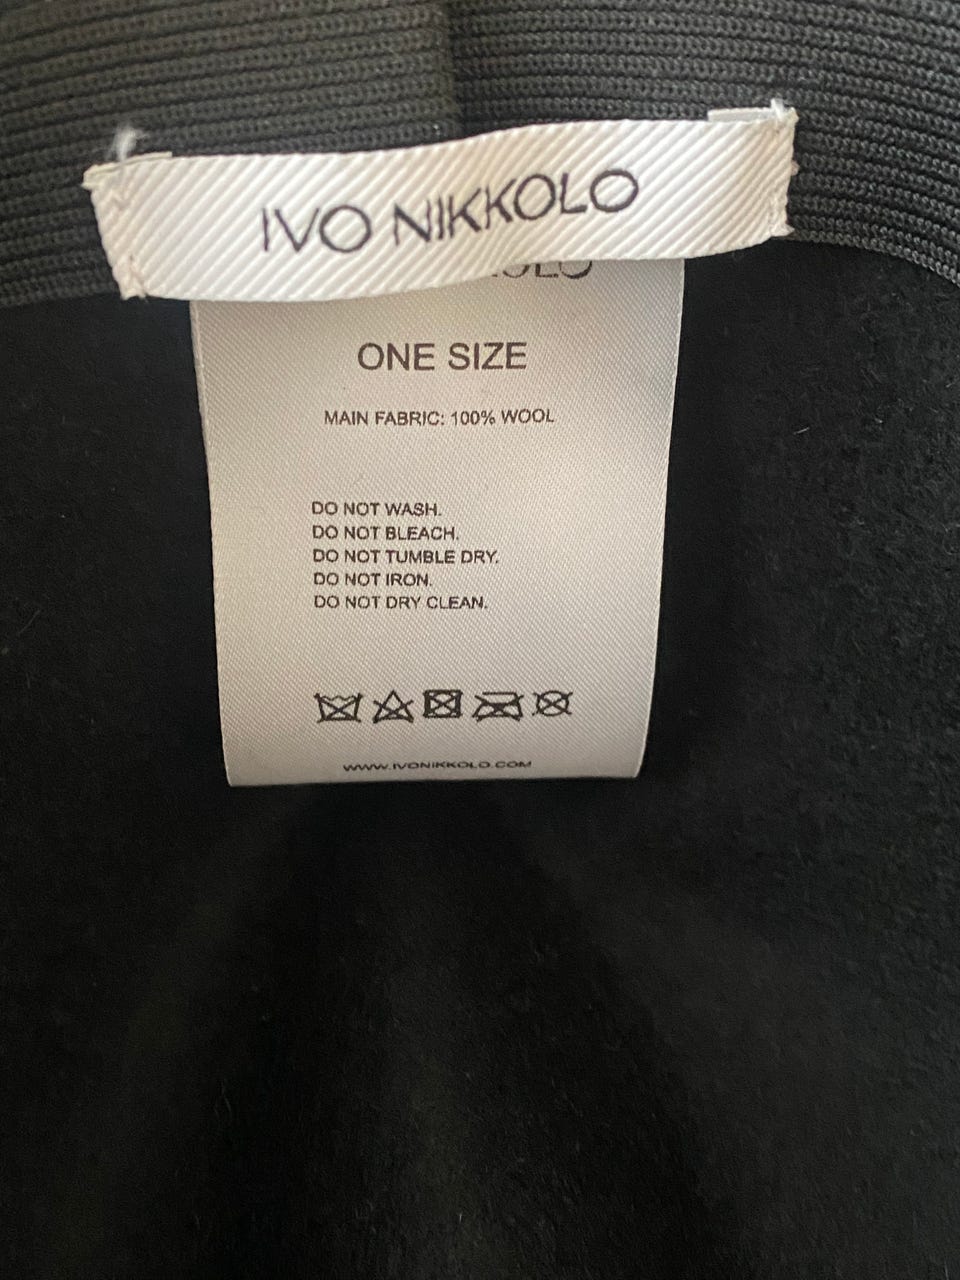 IVO NIKKOLO
ONE SIZE
MAIN FABRIC: 100% WOOL
DO NOT WASH.
DO NOT BLEACH.
DO NOT TUMBLE DRY.
DO NOT IRON.
DO NOT DRY CLEAN.
WWW.IVONIKKOLO.COM